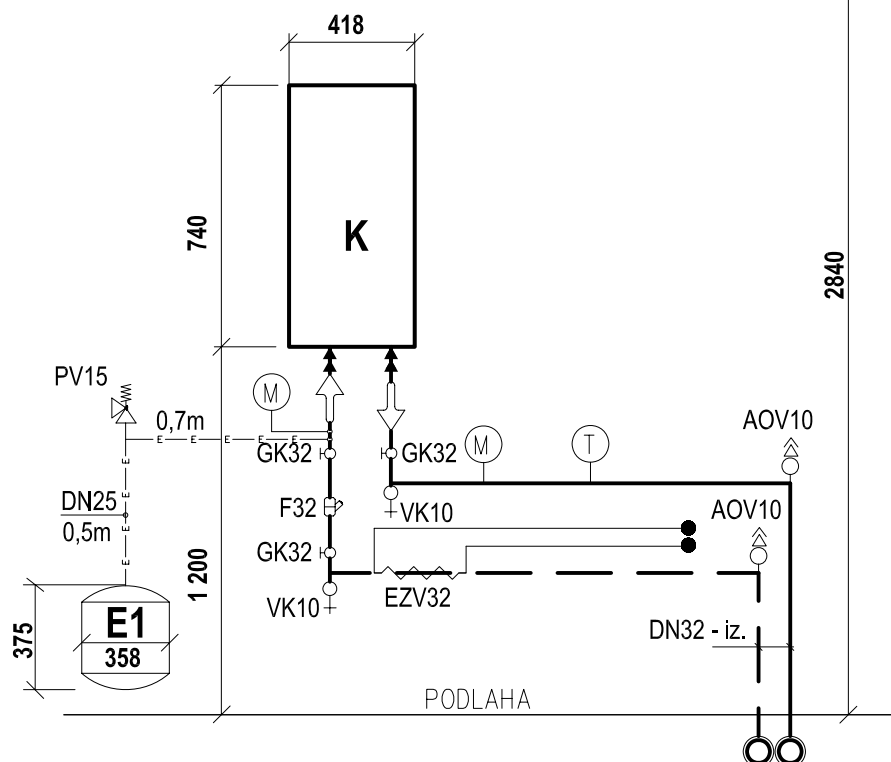 418
740
K
2840
PV15
0,7m
M
E E E E E
GK32
GK32
M
T
AOV10
E
DN25
0,5m
E
E
F32
VK10
AOV10
GK32
1 200
EZV32
VK10
E1
358
375
DN32 - iz.
PODLAHA